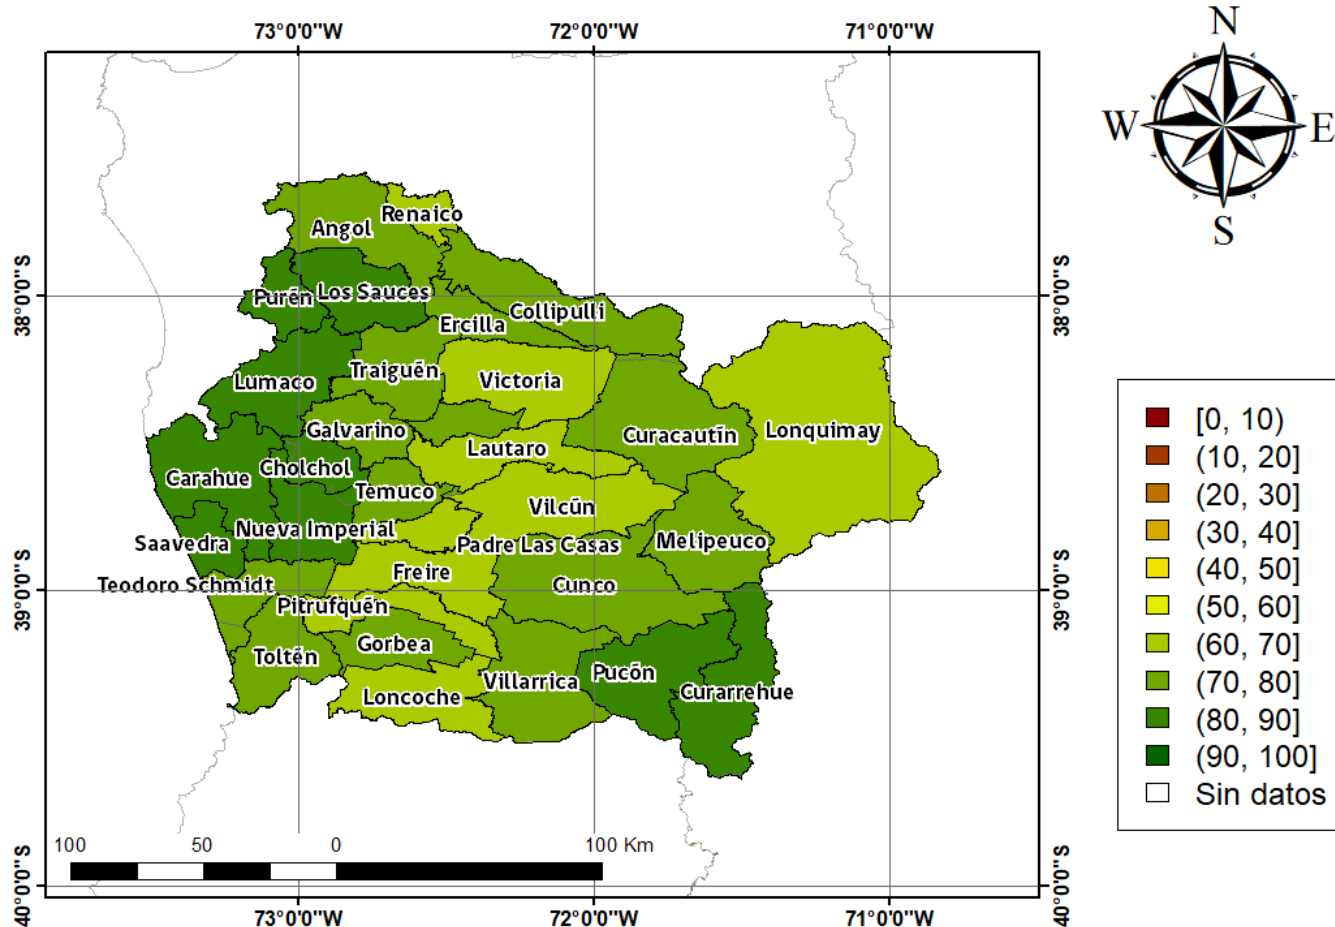 73°0'0"W 72°0'0"W 71°0'0"W
N
W E
S
38°0'0"S 38°0'0"S
39°0'0"S 39°0'0"S
40°0'0"S 40°0'0"S
Renaico
Angol
Purén Los Sauces
Collipulli
Ercilla
Traiguén
Victoria
Lumaco
Galvarino
Curacautín
Lonquimay
Lautaro
Cholchol
Carahue
Temuco
Vilcún
Nueva Imperial
Saavedra
Padre Las Casas
Melipeuco
Freire
Teodoro Schmidt
Cunco
Pitrufquén
Gorbea
Toltén
Pucón
Villarrica
Curarrehue
Loncoche
[0, 10)
(10, 20]
(20, 30]
(30, 40]
(40, 50]
(50, 60]
(60, 70]
(70, 80]
(80, 90]
(90, 100]
Sin datos
100 50 0 100 Km
73°0'0"W 72°0'0"W 71°0'0"W